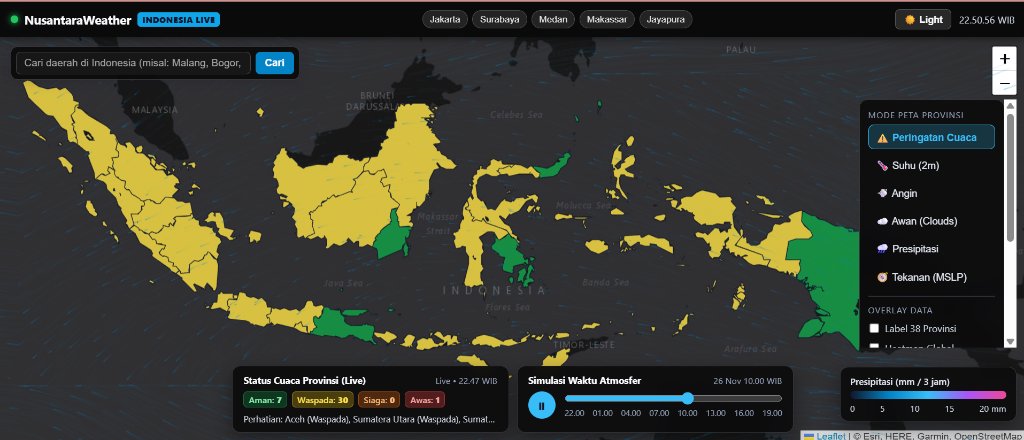 NusantaraWeather INDONESIA LIVE
Jakarta Surabaya Medan Makassar Jayapura
Light 22.50.56 WIB
Cari daerah di Indonesia (misal: Malang, Bogor,
Cari
+
−
PALAU
MALAYSIA
BRUNEI
DARUSSALA
Celebes Sea
Molucca Sea
Makassar
Strait
Java Sea
INDONESIA
Banda Sea
Flores Sea
TIMOR-LESTE
Arafura Sea
MODE PETA PROVINSI
Peringatan Cuaca
Suhu (2m)
Angin
Awan (Clouds)
Presipitasi
Tekanan (MSLP)
OVERLAY DATA
Label 38 Provinsi
Status Cuaca Provinsi (Live) Live • 22.47 WIB
Aman: 7 Waspada: 30 Siaga: 0 Awas: 1
Perhatian: Aceh (Waspada), Sumatera Utara (Waspada), Sumat...
Simulasi Waktu Atmosfer 26 Nov 10.00 WIB
22.00 01.00 04.00 07.00 10.00 13.00 16.00 19.00
Presipitasi (mm / 3 jam)
0 5 10 15 20 mm
Leaflet | © Esri, HERE, Garmin, OpenStreetMap